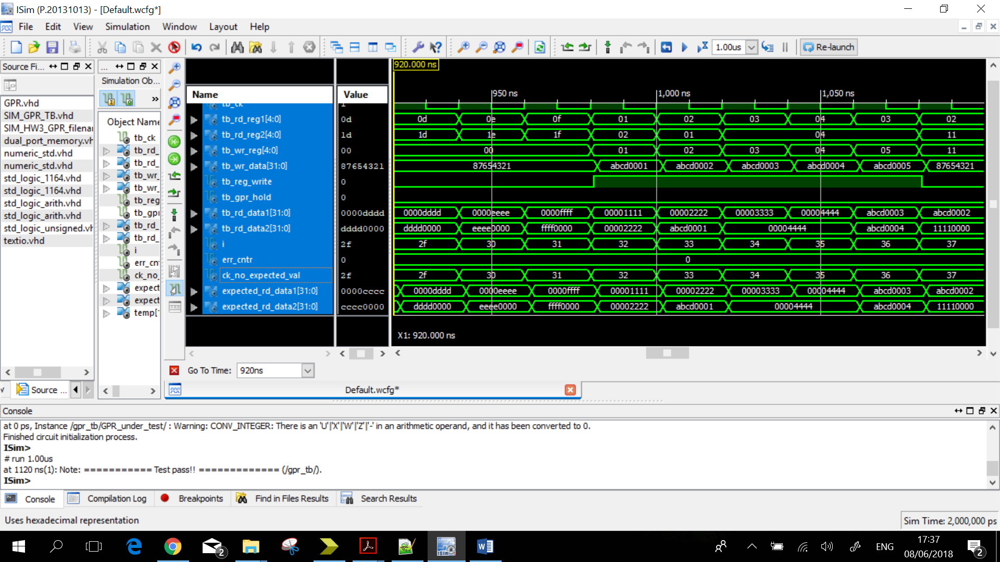 ISim (P.20131013) - [Default.wcfg*]
File Edit View Simulation Window Layout Help
1.00us Re-launch
Source Fi...
GPR.vhd
SIM_GPR_TB.vhd
SIM_HW3_GPR_filenar
dual_port_memory.vh
numeric_std.vhd
numeric_std.vhd
std_logic_1164.vhd
std_logic_1164.vhd
std_logic_arith.vhd
std_logic_arith.vhd
std_logic_unsigned.vh
textio.vhd
Source ...
...
Simulation Ob...
»
Object Name
tb_ck
tb_rd_
tb_rd_
tb_wr_
tb_wr_
tb_reg
tb_gpr
tb_rd_
tb_rd_
i
err_cn
ck_no_
expect
expect
temp[
Name Value
920.000 ns
950 ns 1,000 ns 1,050 ns
tb_ck 1
tb_rd_reg1[4:0] 0d 0d 0e 0f 01 02 03 04 03 02
tb_rd_reg2[4:0] 1d 1d 1e 1f 02 01 04 11
tb_wr_reg[4:0] 00 00 01 02 03 04 05 11
tb_wr_data[31:0] 87654321 87654321 abcd0001 abcd0002 abcd0003 abcd0004 abcd0005 87654321
tb_reg_write 0
tb_gpr_hold 0
tb_rd_data1[31:0] 0000dddd 0000dddd 0000eeee 0000ffff 00001111 00002222 00003333 00004444 abcd0003 abcd0002
tb_rd_data2[31:0] dddd0000 dddd0000 eeee0000 ffff0000 00002222 abcd0001 00004444 abcd0004 11110000
i 2f 2f 30 31 32 33 34 35 36 37
err_cntr 0 0
ck_no_expected_val 2f 2f 30 31 32 33 34 35 36 37
expected_rd_data1[31:0] 0000cccc 0000dddd 0000eeee 0000ffff 00001111 00002222 00003333 00004444 abcd0003 abcd0002
expected_rd_data2[31:0] cccc0000 dddd0000 eeee0000 ffff0000 00002222 abcd0001 00004444 abcd0004 11110000
X1: 920.000 ns
Go To Time: 920ns
Default.wcfg*
Console
at 0 ps, Instance /gpr_tb/GPR_under_test/ : Warning: CONV_INTEGER: There is an 'U'|'X'|'W'|'Z'|'-' in an arithmetic operand, and it has been converted to 0.
Finished circuit initialization process.
ISim>
# run 1.00us
at 1120 ns(1): Note: =========== Test pass!! ============= (/gpr_tb/).
ISim>
Console Compilation Log Breakpoints Find in Files Results Search Results
Uses hexadecimal representation
Sim Time: 2,000,000 ps
2 ISim ENG 17:37
08/06/2018 2